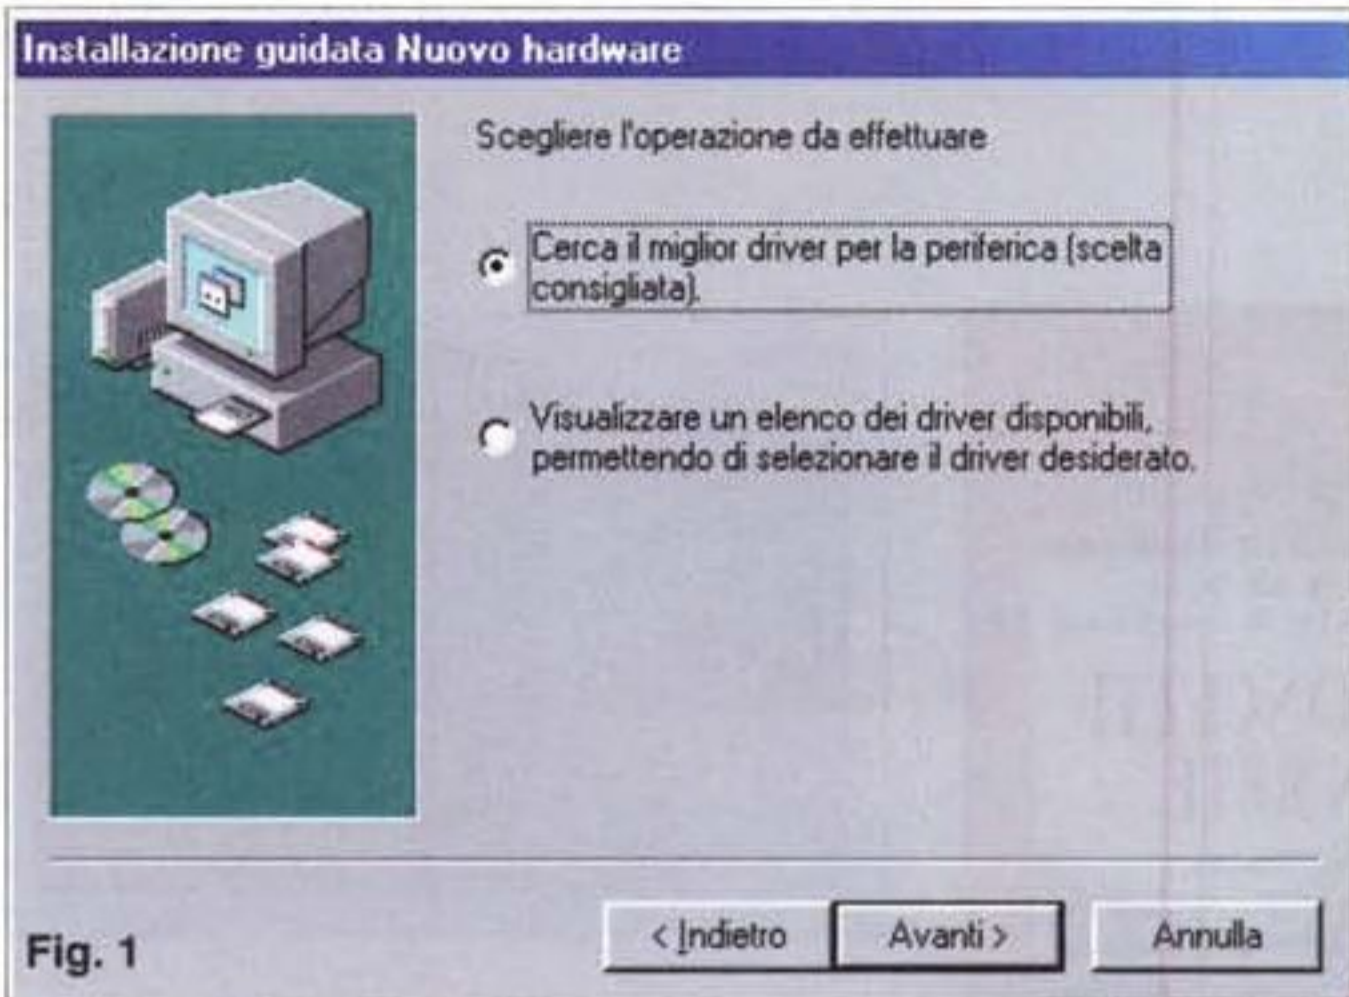 Installazione guidata Nuovo hardware
Scegliere l'operazione da effettuare
Cerca il miglior driver per la periferica (scelta
consigliata).
Visualizzare un elenco dei driver disponibili,
permettendo di selezionare il driver desiderato.
Fig. 1
< Indietro
Avanti >
Annulla